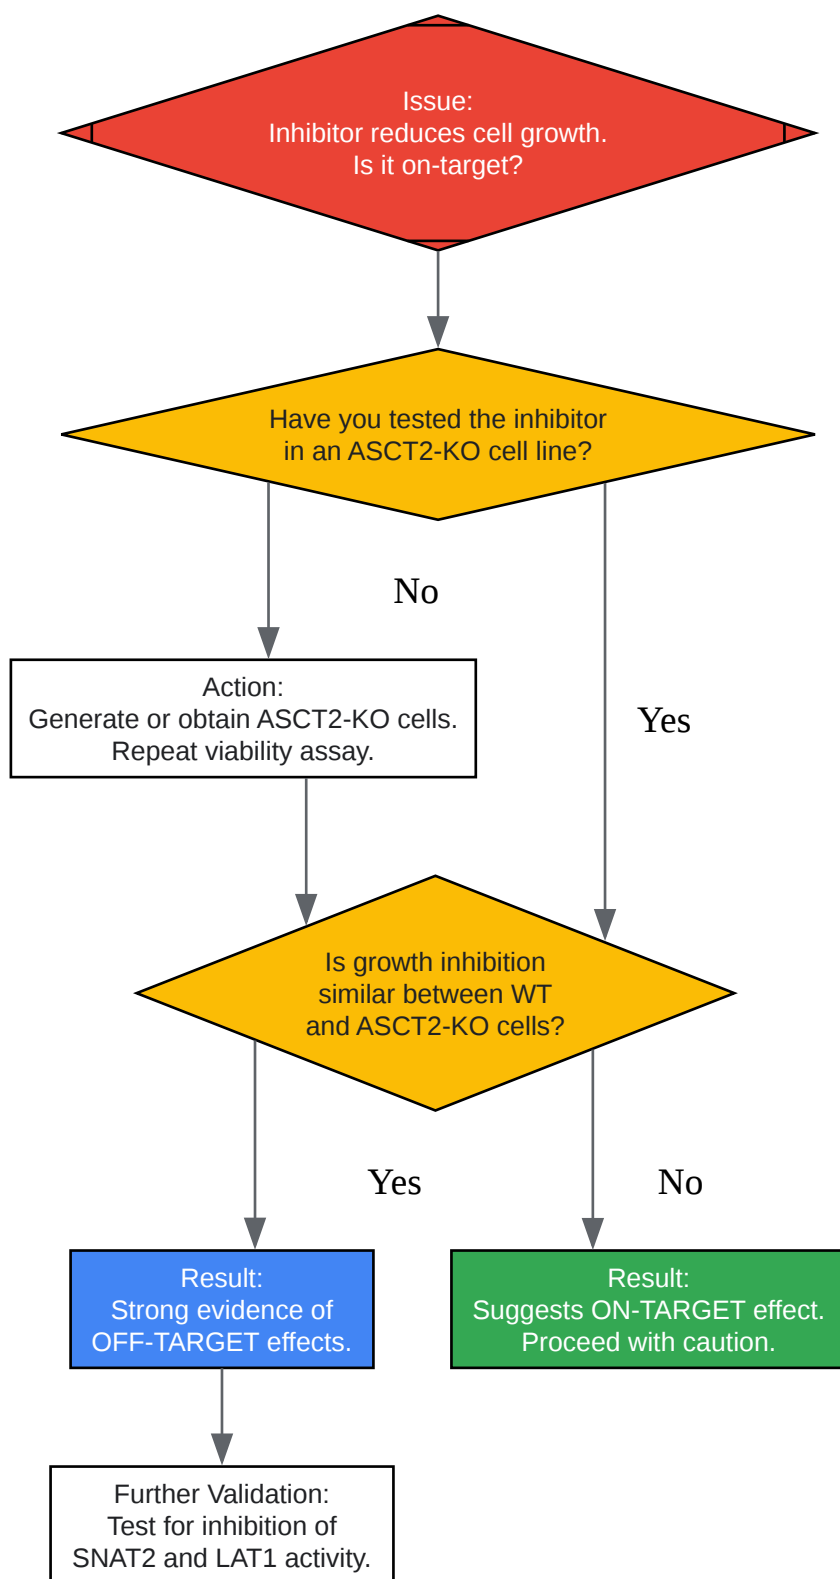 Issue:
Inhibitor reduces cell growth.
Is it on-target?
Have you tested the inhibitor
in an ASCT2-KO cell line?
No
Action:
Generate or obtain ASCT2-KO cells.
Repeat viability assay.
Yes
Is growth inhibition
similar between WT
and ASCT2-KO cells?
Yes
No
Result:
Strong evidence of
OFF-TARGET effects.
Result:
Suggests ON-TARGET effect.
Proceed with caution.
Further Validation:
Test for inhibition of
SNAT2 and LAT1 activity.